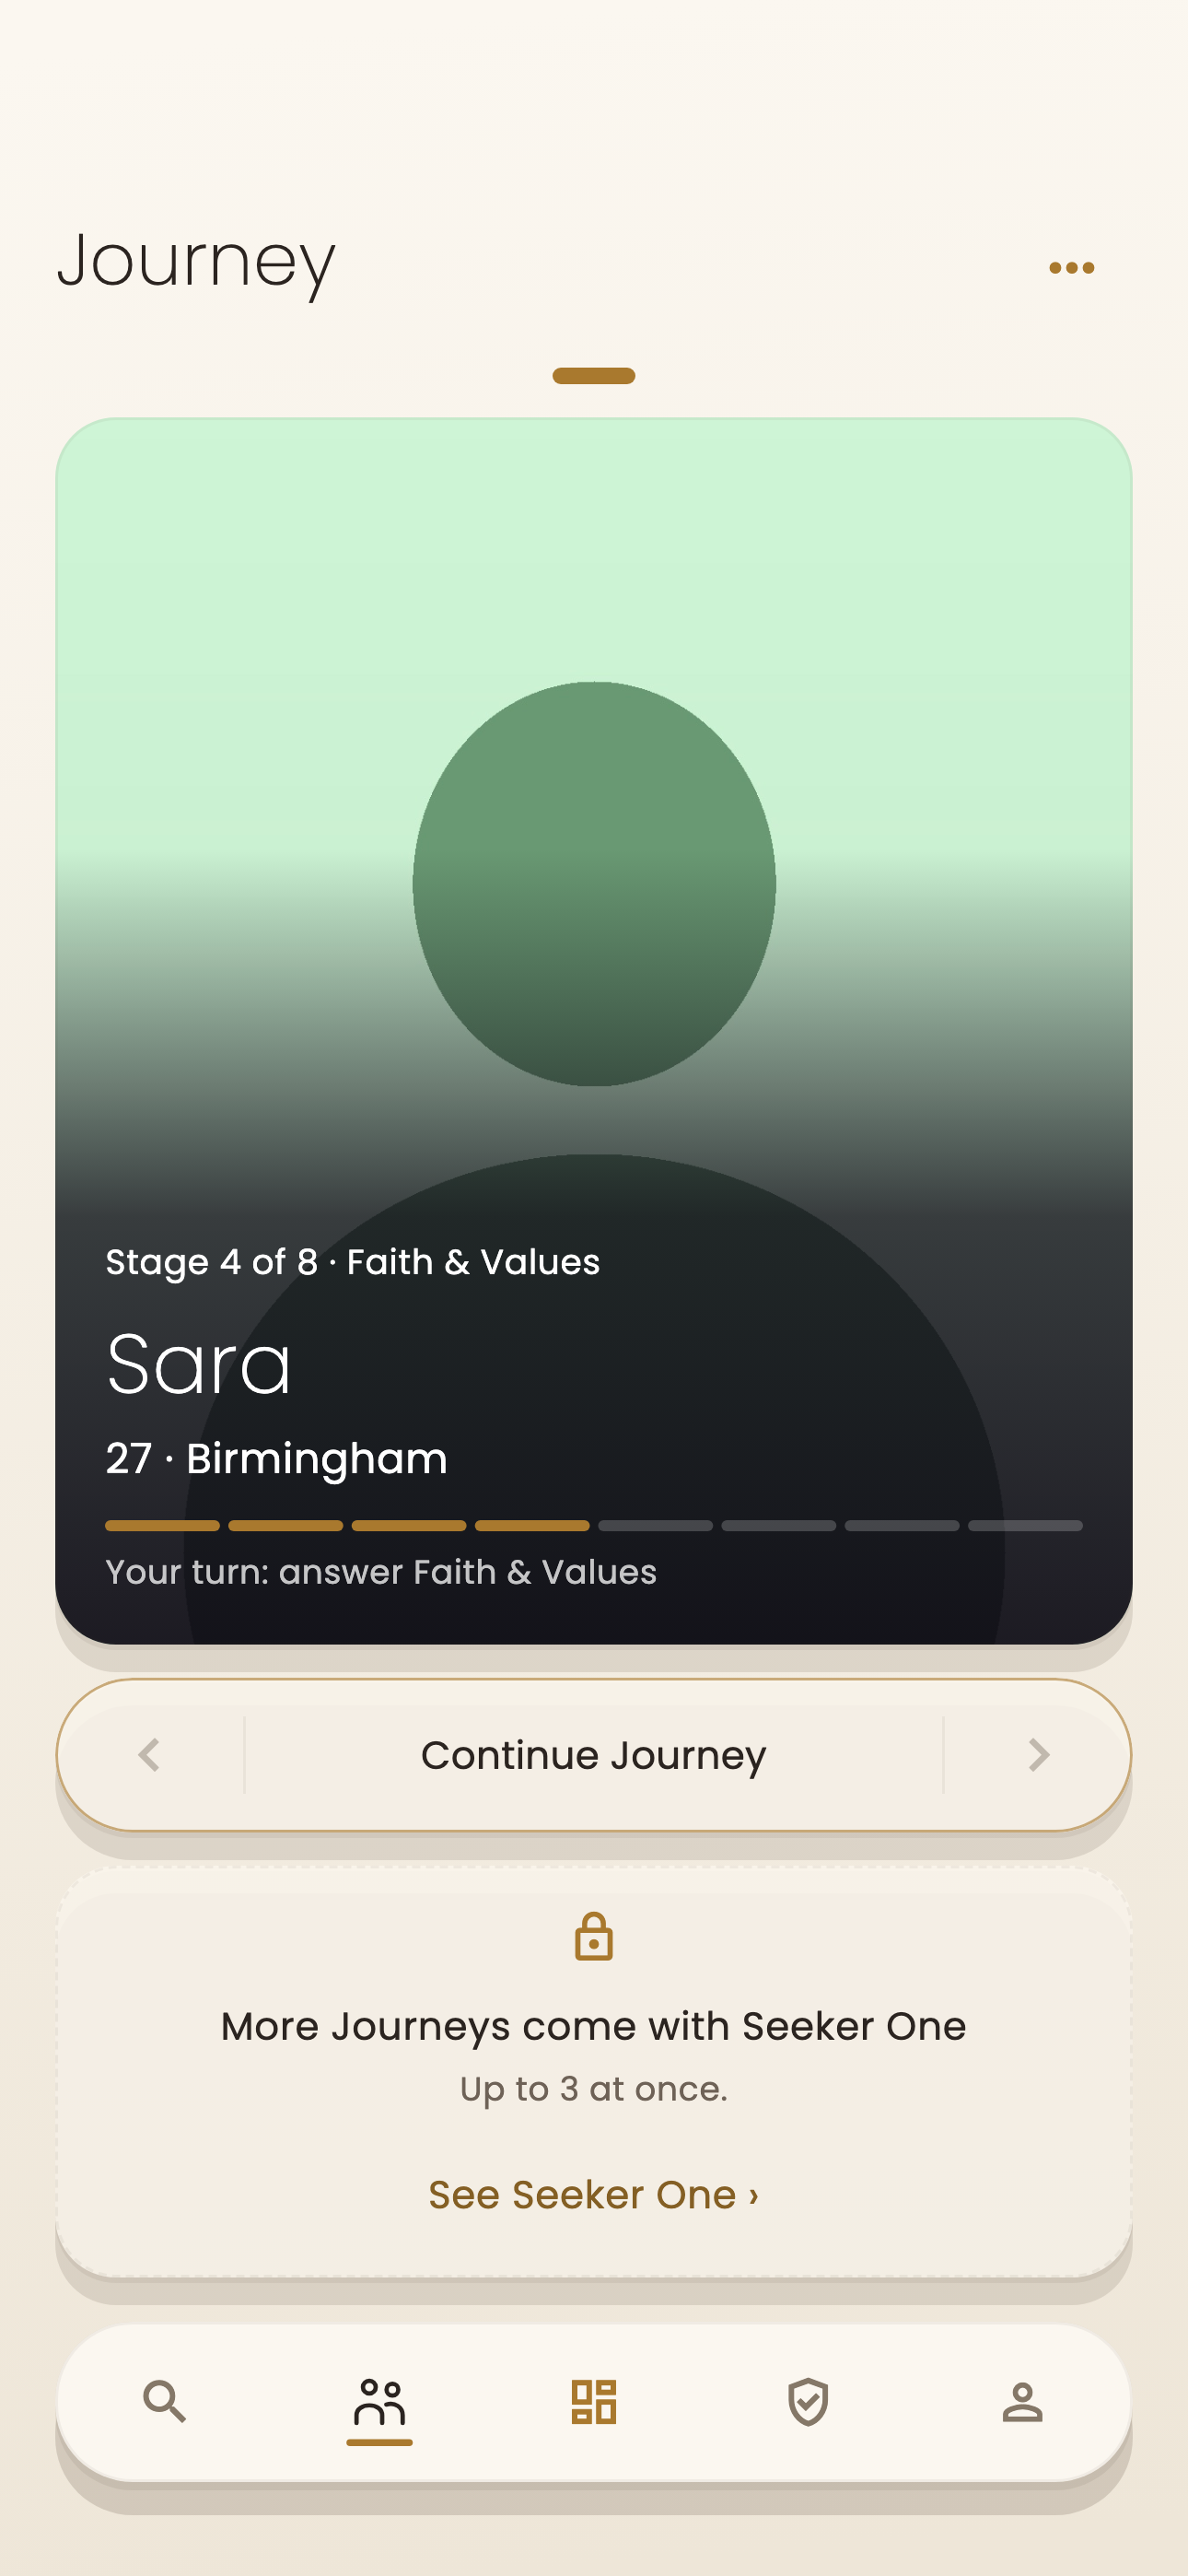 Journey
Stage 4 of 8 · Faith & Values
Sara
27 · Birmingham
Your turn: answer Faith & Values
Continue Journey
More Journeys come with Seeker One
Up to 3 at once.
See Seeker One ›